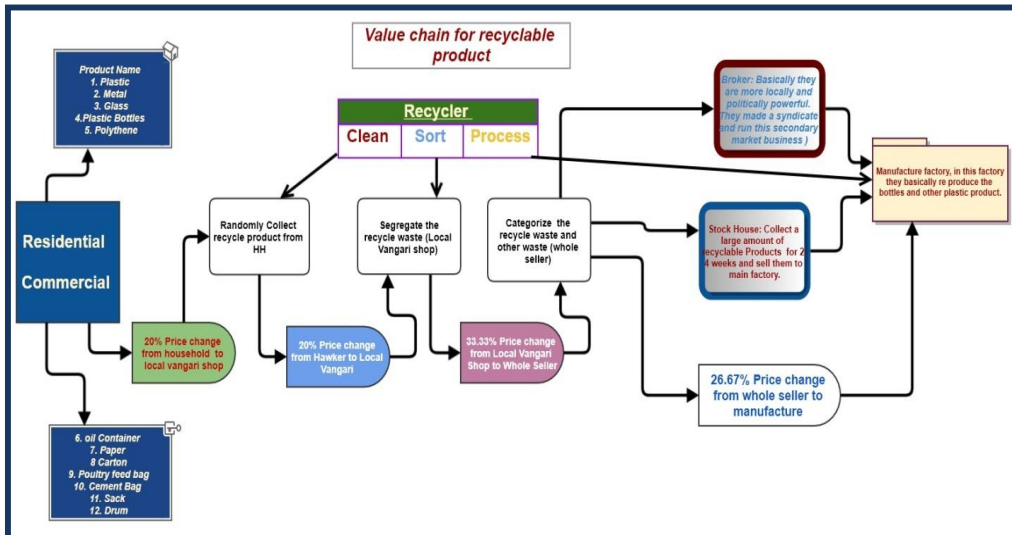 Value chain for recyclable
product
Product Name
1. Plastic
2. Metal
3. Glass
4.Plastic Bottles
5. Polythene
Recycler
Clean
Sort
Process
Broker: Basically they
are more locally and
politically powerful.
They made a syndicate
and run this secondary
market business )
Manufacture factory, in this factory
they basically re produce the
bottles and other plastic product.
Residential
Commercial
Randomly Collect
recycle product from
HH
Segregate the
recycle waste (Local
Vangari shop)
Categorize the
recycle waste and
other waste (whole
seller)
Stock House: Collect a
large amount of
recyclable Products for 2
4 weeks and sell them to
main factory.
20% Price change
from household to
local vangari shop
20% Price change
from Hawker to Local
Vangari
33.33% Price change
from Local Vangari
Shop to Whole Seller
26.67% Price change
from whole seller to
manufacture
6. oil Container
7. Paper
8 Carton
9. Poultry feed bag
10. Cement Bag
11. Sack
12. Drum